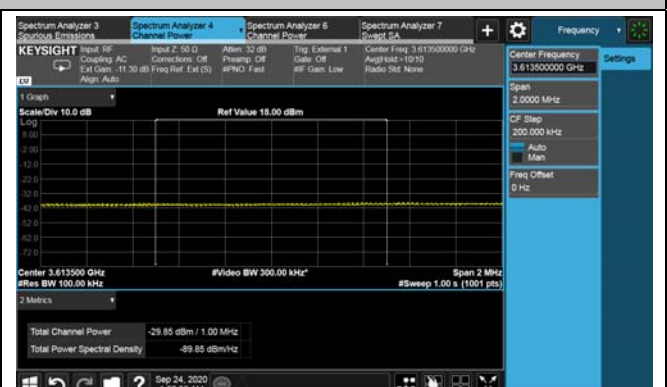 Spectrum Analyzer 3
Spurious Emissions
Spectrum Analyzer 4
Channel Power
Spectrum Analyzer 6
Channel Power
Spectrum Analyzer 7
Swept SA
+
Frequency
KEYSIGHT
Input: RF
Coupling: AC
Ext Gain: -11.30 dB
Align: Auto
Input Z: 50 Ω
Corrections: Off
Freq Ref: Ext (S)
Atten: 32 dB
Preamp: Off
#PNO: Fast
Trig: External 1
Gate: Off
#IF Gain: Low
Center Freq: 3.613500000 GHz
Avg|Hold:>10/10
Radio Std: None
Center Frequency
3.613500000 GHz
Settings
Span
2.0000 MHz
CF Step
200.000 kHz
Auto
Man
Freq Offset
0 Hz
1 Graph
Scale/Div 10.0 dB
Ref Value 18.00 dBm
Log
8.00
-2.00
-12.0
-22.0
-32.0
-42.0
-52.0
-62.0
-72.0
Center 3.613500 GHz
#Video BW 300.00 kHz*
Span 2 MHz
#Res BW 100.00 kHz
#Sweep 1.00 s (1001 pts)
2 Metrics
Total Channel Power
-29.85 dBm / 1.00 MHz
Total Power Spectral Density
-89.85 dBm/Hz
?
Sep 24, 2020